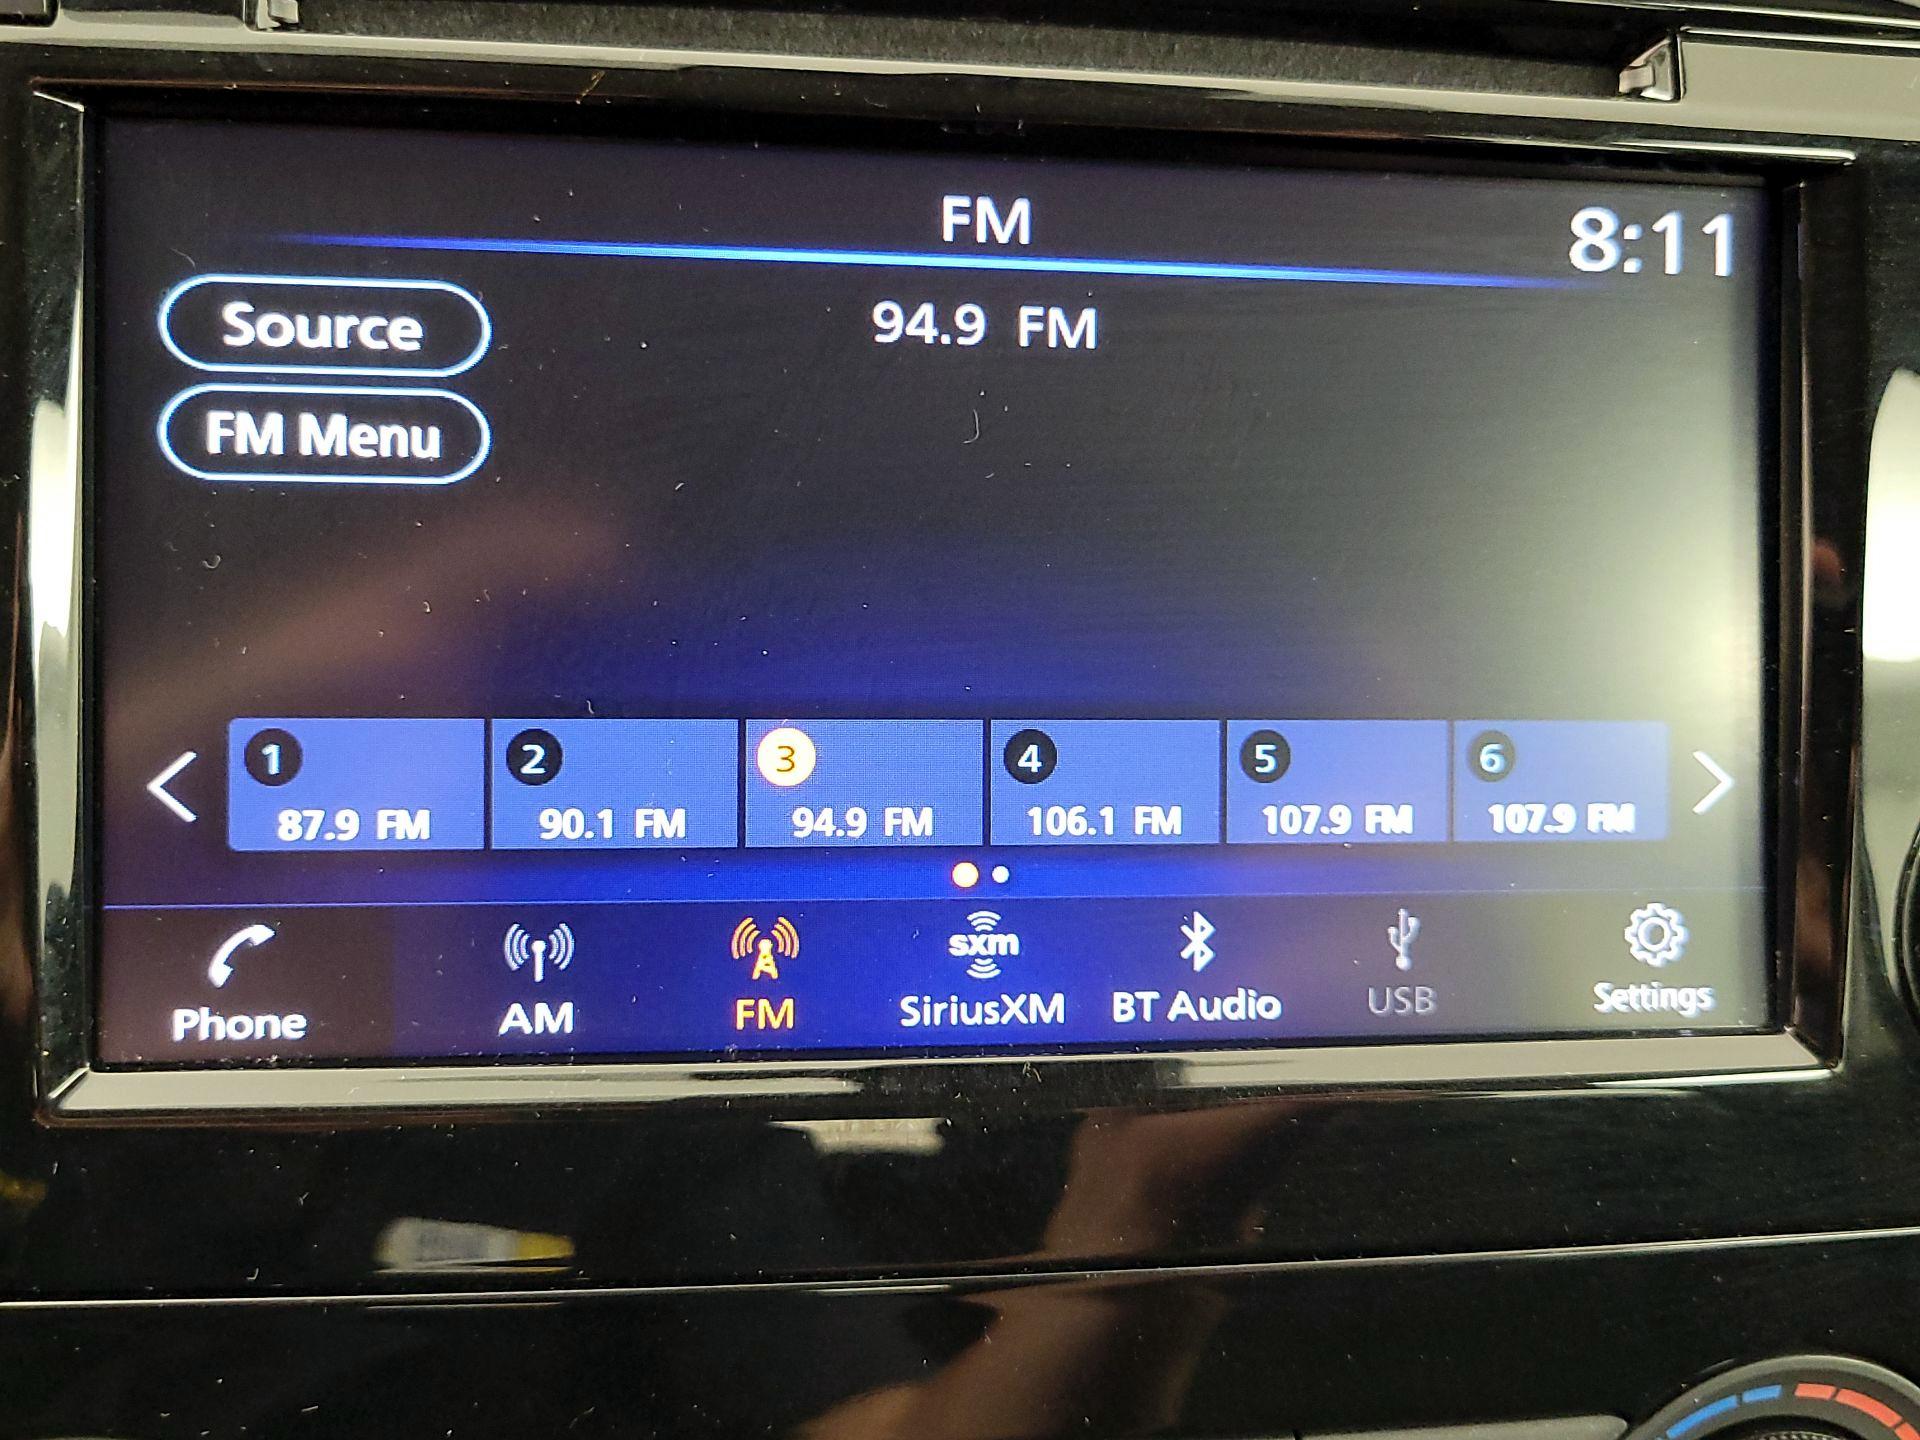 FM
8:11
Source
94.9 FM
FM Menu
1
2
3
4
5
6
87.9 FM
90.1 FM
94.9 FM
106.1 FM
107.9 FM
107.9 FM
sxm
Phone
AM
FM
SiriusXM
BT Audio
USB
Settings